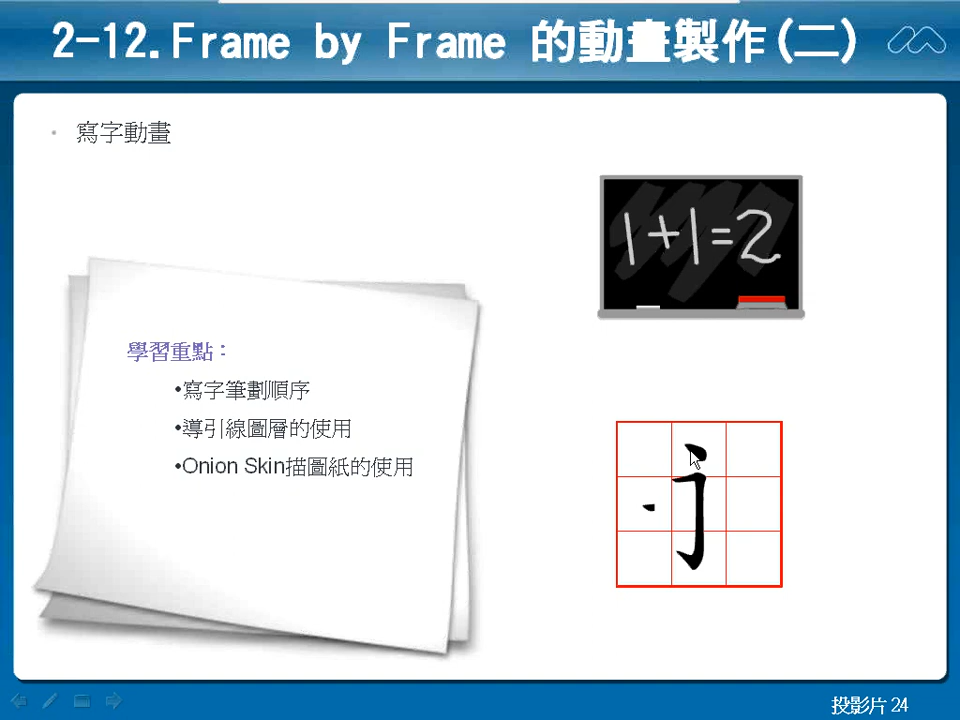 2-12.Frame by Frame 的動畫製作(二)
• 寫字動畫
1+1=2
學習重點：
•寫字筆劃順序
•導引線圖層的使用
•Onion Skin描圖紙的使用
投影片 24